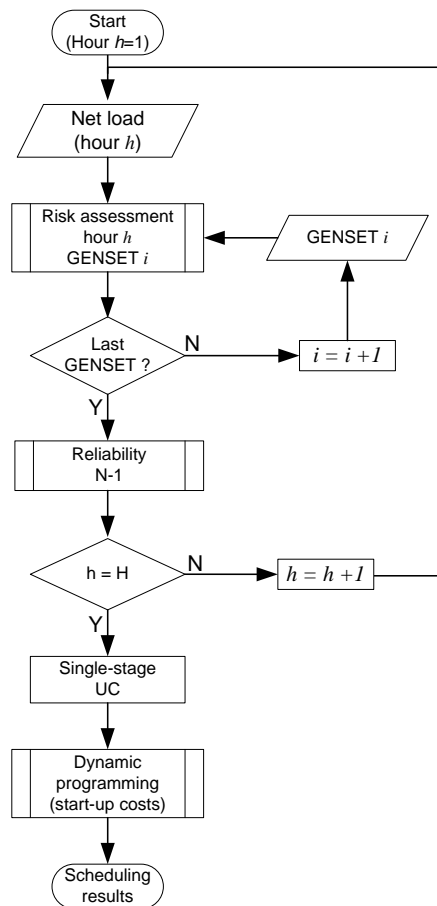 Start
(Hour h=1)
Net load
(hour h)
Risk assessment
hour h
GENSET i
GENSET i
Last
GENSET ?
N
i = i +1
Y
Reliability
N-1
h = H
N
h = h +1
Y
Single-stage
UC
Dynamic
programming
(start-up costs)
Scheduling
results